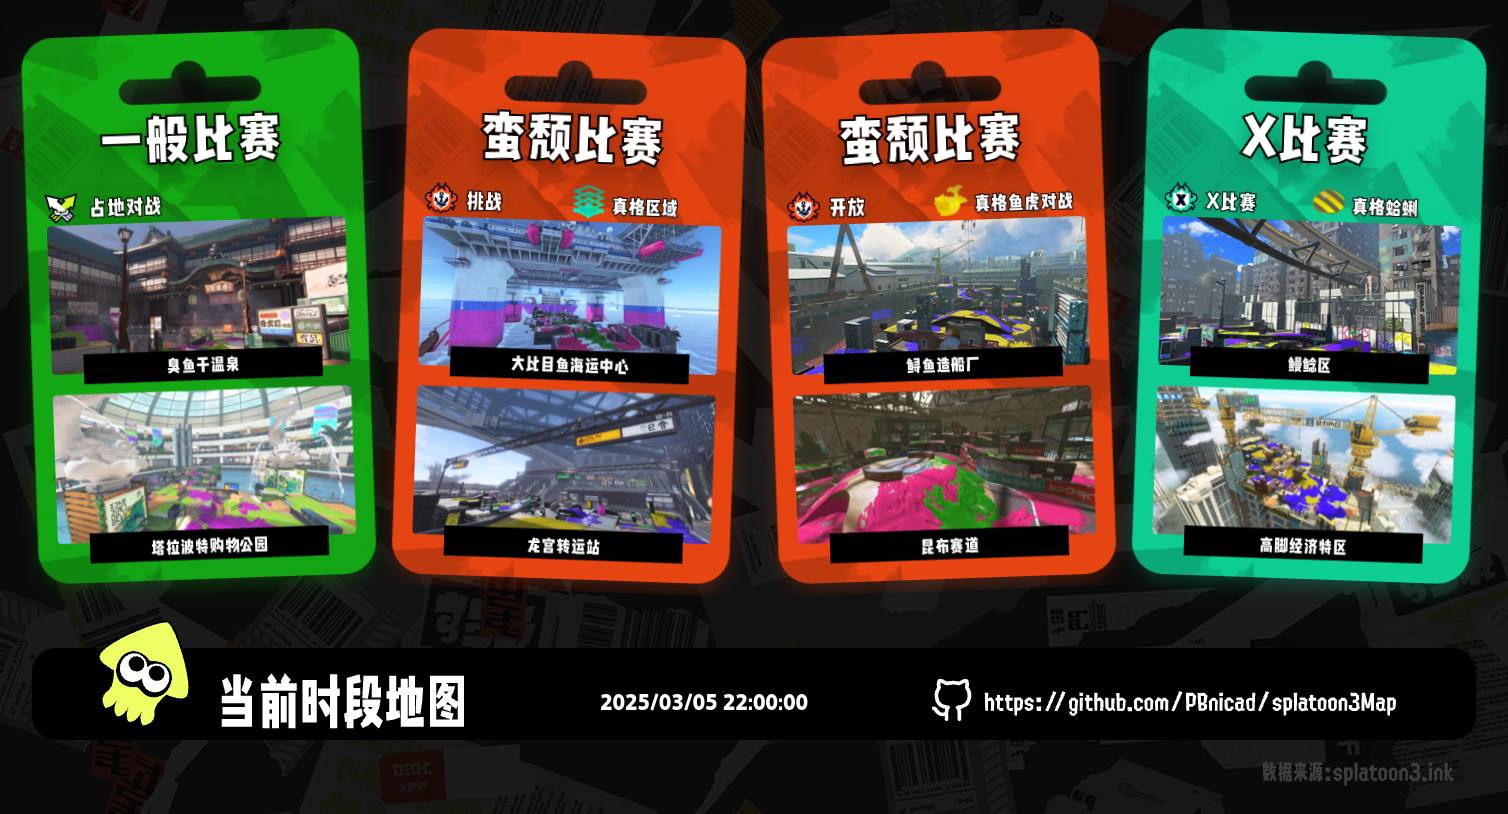 一般比赛
占地对战
臭鱼干温泉
塔拉波特购物公园
蛮颓比赛
挑战
真格区域
大比目鱼海运中心
龙宫转运站
蛮颓比赛
开放
真格鱼虎对战
鲟鱼造船厂
昆布赛道
X比赛
X比赛
真格蛤蜊
鳗鲶区
高脚经济特区
当前时段地图
2025/03/05 22:00:00
https://github.com/PBnicad/splatoon3Map
数据来源:splatoon3.ink